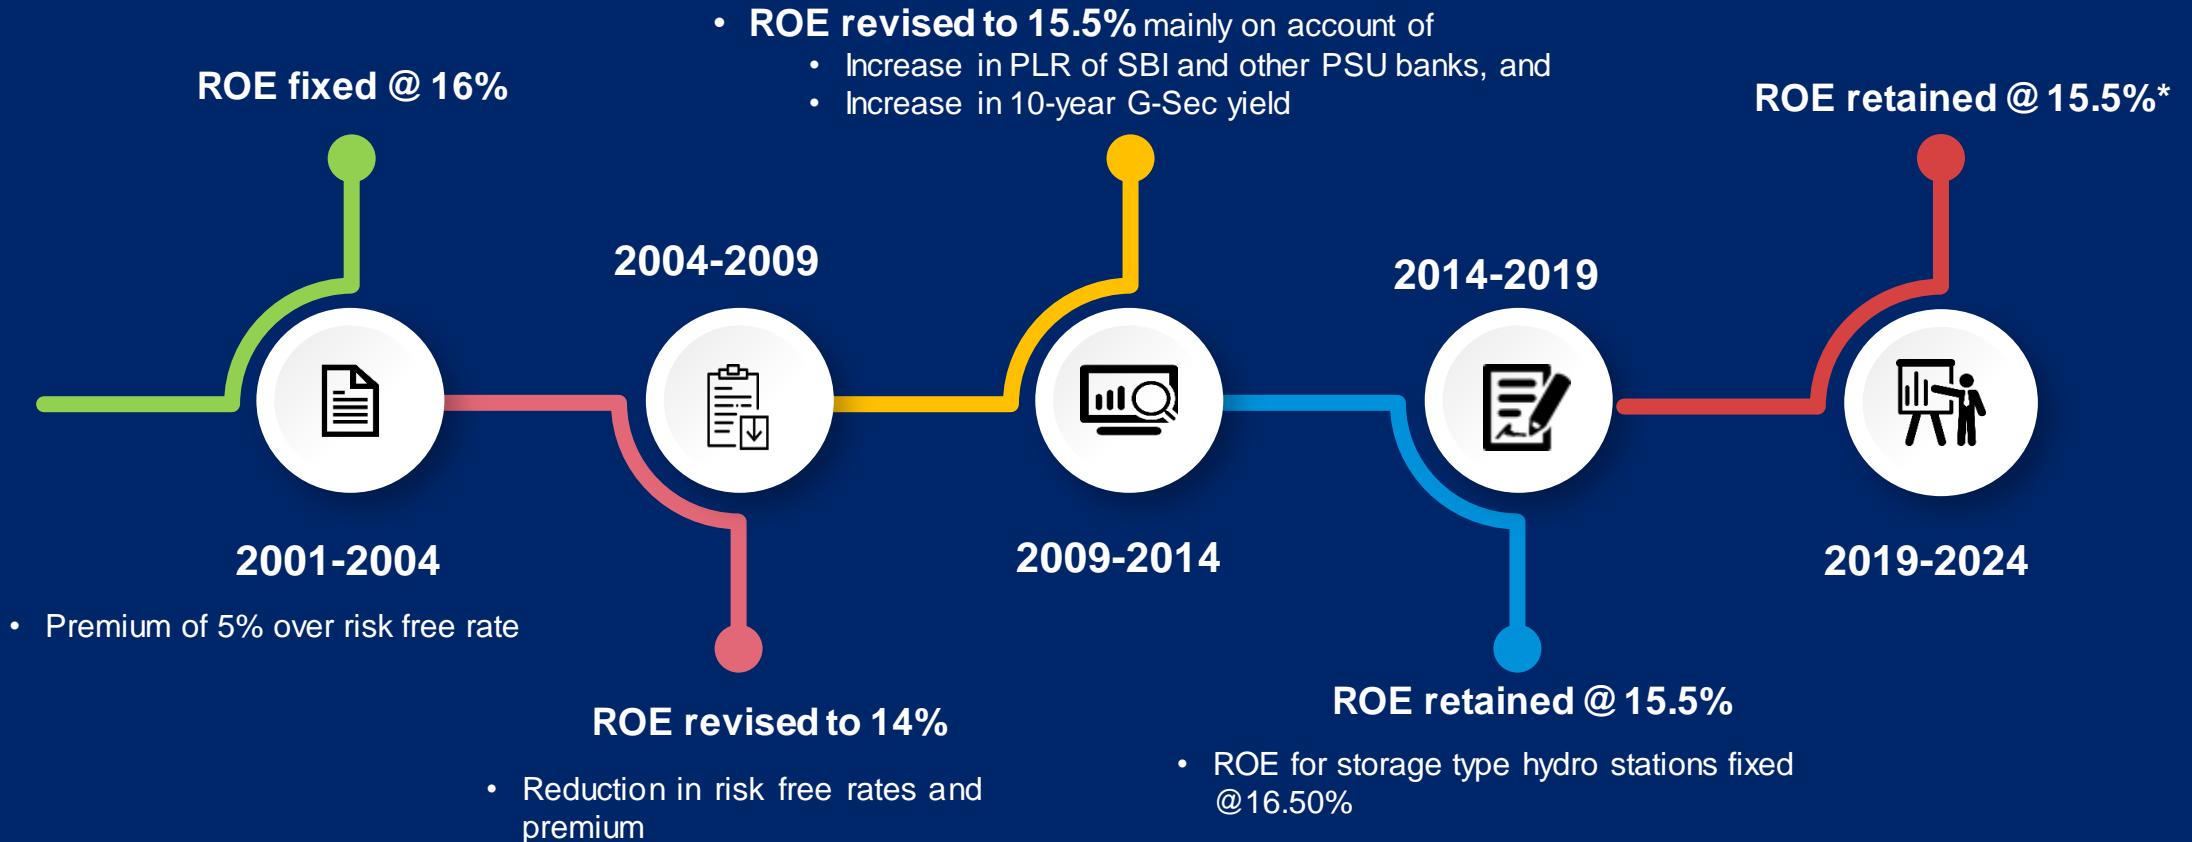 ROE fixed @ 16%
2001-2004
• Premium of 5% over risk free rate
2004-2009
ROE revised to 14%
• Reduction in risk free rates and
premium
• ROE revised to 15.5% mainly on account of
• Increase in PLR of SBI and other PSU banks, and
• Increase in 10-year G-Sec yield
2009-2014
2014-2019
ROE retained @ 15.5%
• ROE for storage type hydro stations fixed
@16.50%
ROE retained @ 15.5%*
2019-2024